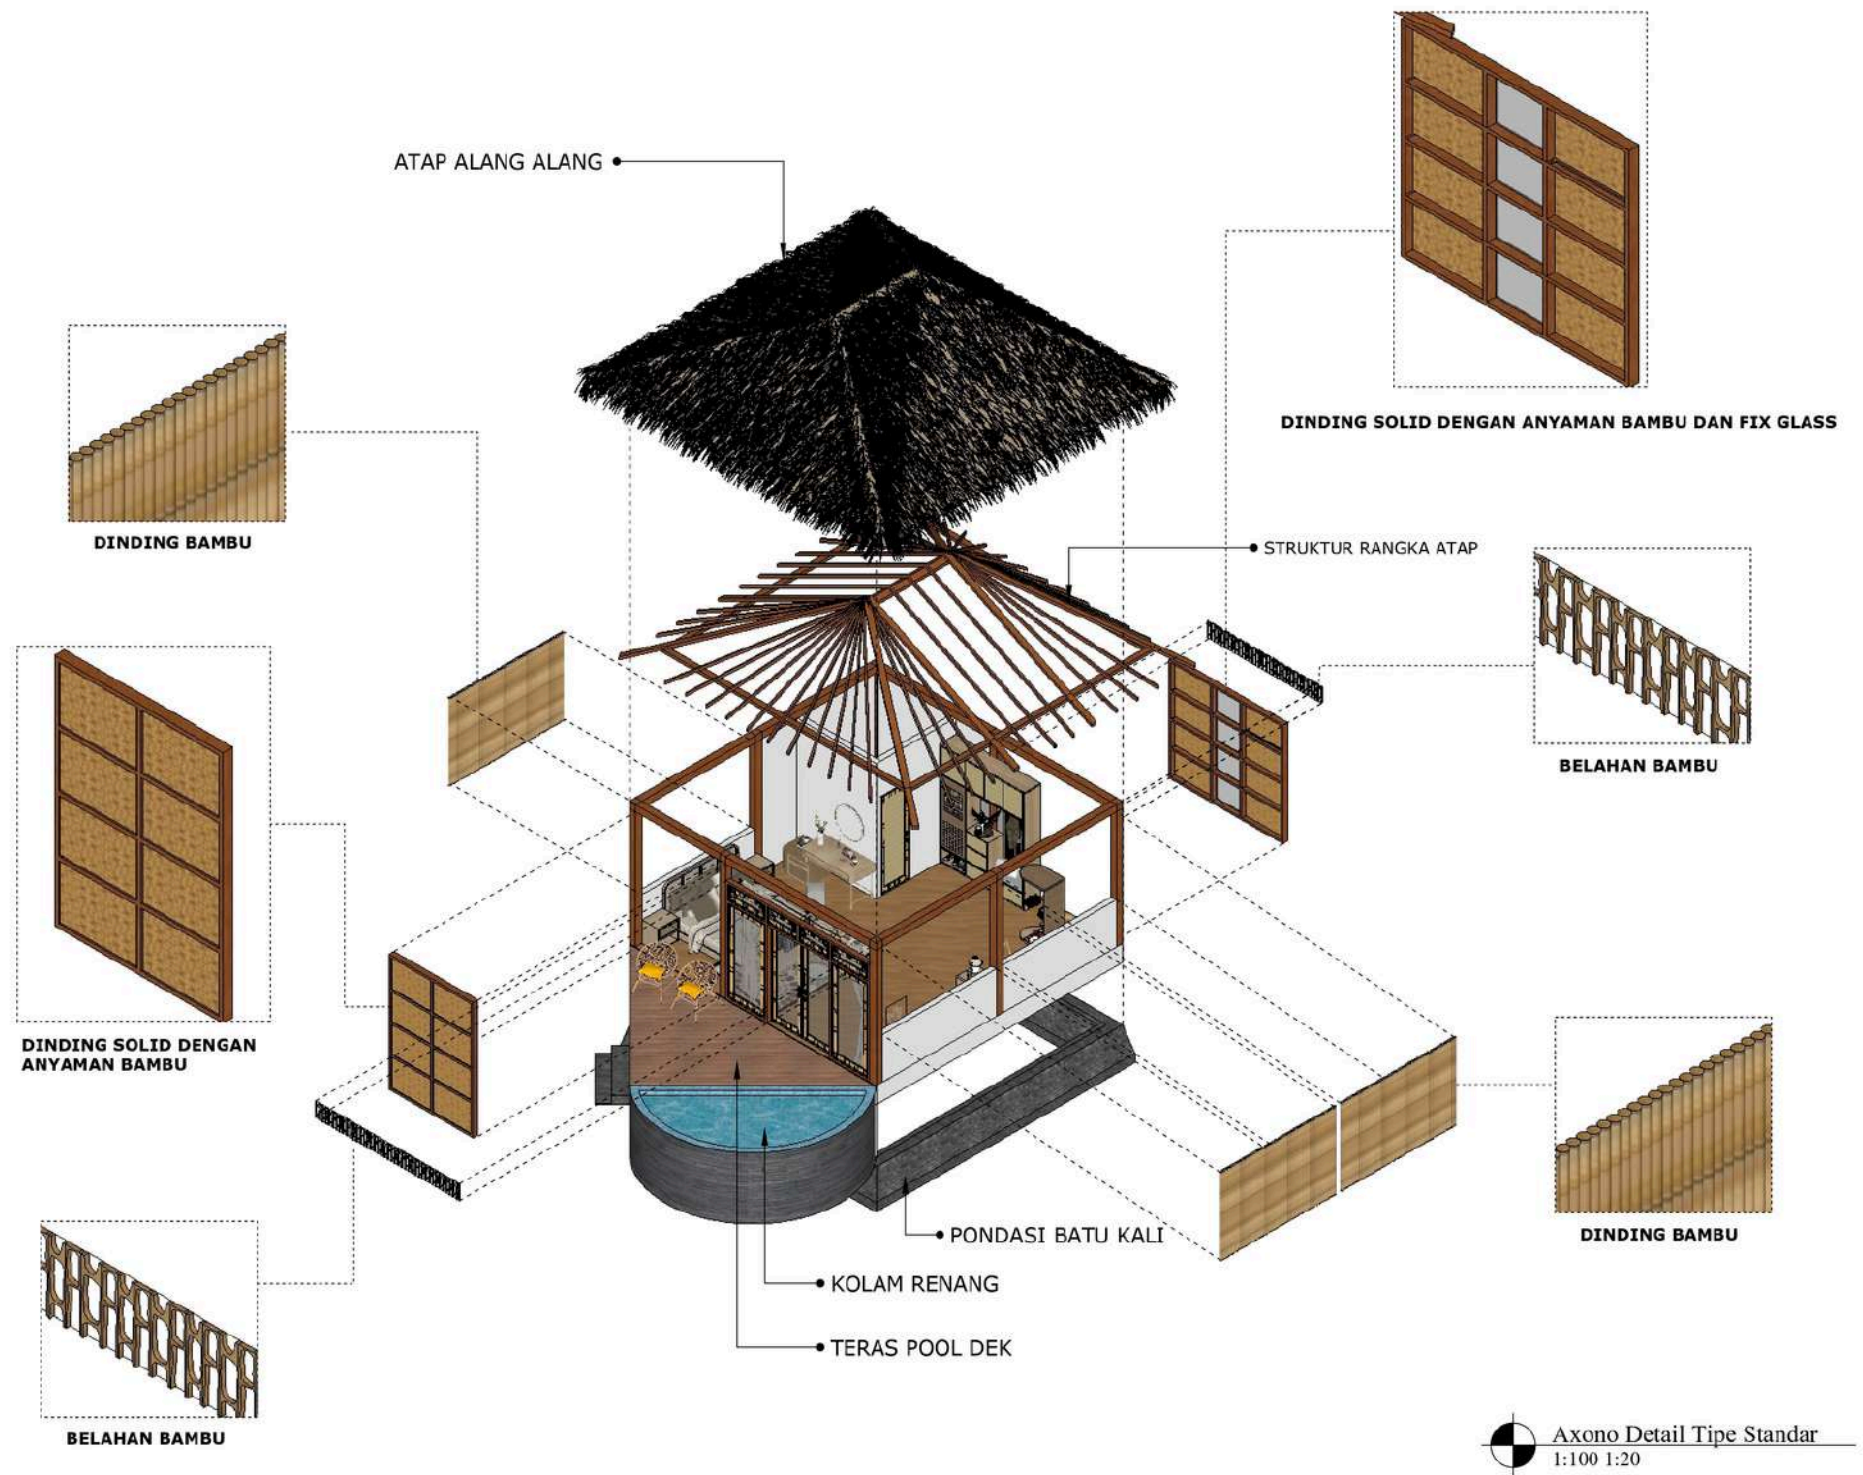 ATAP ALANG ALANG
DINDING SOLID DENGAN ANYAMAN BAMBU DAN FIX GLASS
DINDING BAMBU
STRUKTUR RANGKA ATAP
BELAHAN BAMBU
DINDING SOLID DENGAN
ANYAMAN BAMBU
DINDING BAMBU
PONDASI BATU KALI
KOLAM RENANG
TERAS POOL DEK
BELAHAN BAMBU
Axono Detail Tipe Standar
1:100 1:20